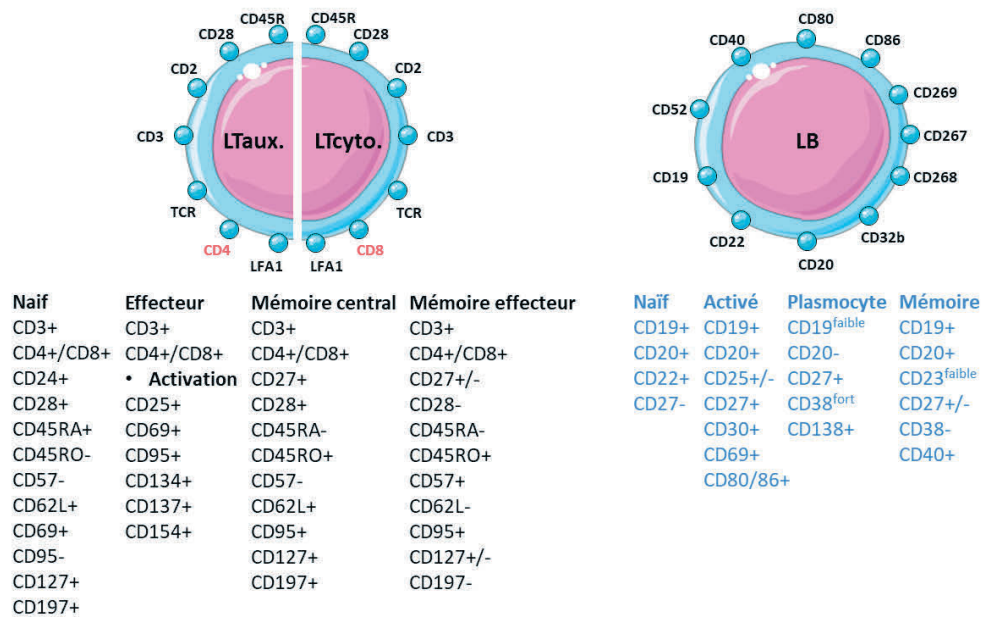 CD45R
CD45R
CD28
CD28
CD2
CD2
CD3
CD3
LTaux.
LTcyto.
TCR
TCR
CD4
CD8
LFA1
LFA1
CD80
CD40
CD86
CD52
CD269
CD267
LB
CD19
CD268
CD22
CD32b
CD20
Naif
CD3+
CD4+/CD8+
CD24+
CD28+
CD45RA+
CD45RO-
CD57-
CD62L+
CD69+
CD95-
CD127+
CD197+
Effecteur
CD3+
CD4+/CD8+
• Activation
CD25+
CD69+
CD95+
CD134+
CD137+
CD154+
Mémoire central
CD3+
CD4+/CD8+
CD27+
CD28+
CD45RA-
CD45RO+
CD57-
CD62L+
CD95+
CD127+
CD197+
Mémoire effecteur
CD3+
CD4+/CD8+
CD27+/-
CD28-
CD45RA-
CD45RO+
CD57+
CD62L-
CD95+
CD127+/-
CD197-
Naïf
CD19+
CD20+
CD22+
CD27-
Activé
CD19+
CD20+
CD25+/-
CD27+
CD30+
CD69+
CD80/86+
Plasmocyte
CD19faible
CD20-
CD27+
CD38fort
CD138+
Mémoire
CD19+
CD20+
CD23faible
CD27+/-
CD38-
CD40+